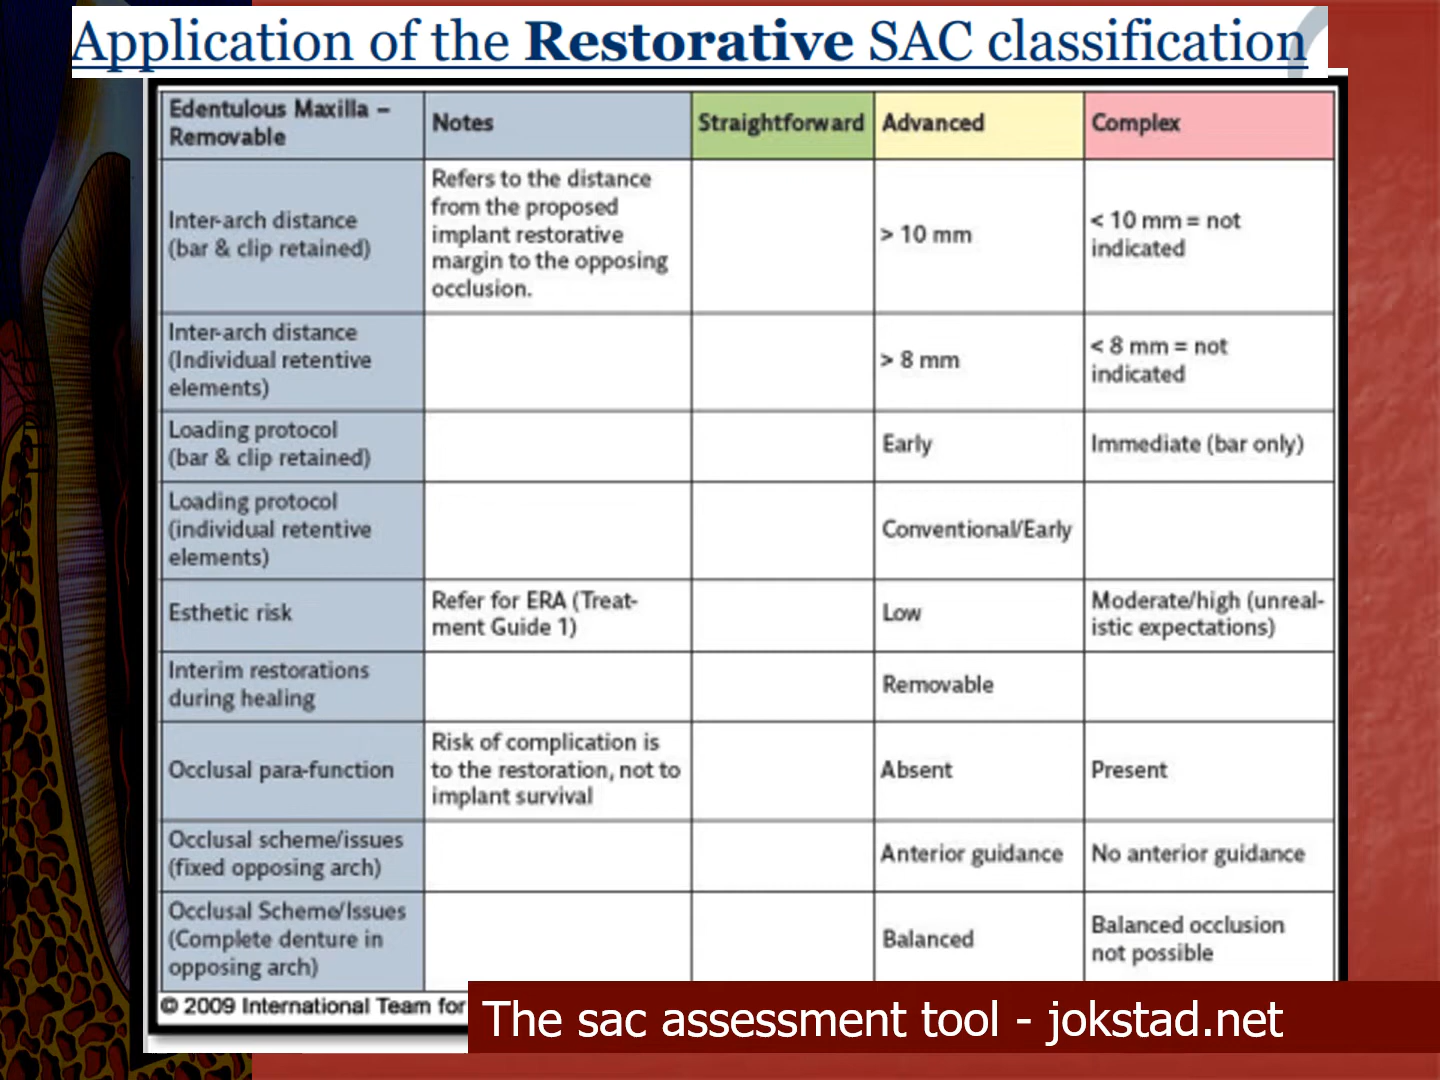 Application of the Restorative SAC classification
Edentulous Maxilla –
Removable
Notes
Straightforward
Advanced
Complex
Inter-arch distance
(bar & clip retained)
Refers to the distance
from the proposed
implant restorative
margin to the opposing
occlusion.
> 10 mm
< 10 mm = not
indicated
Inter-arch distance
(Individual retentive
elements)
> 8 mm
< 8 mm = not
indicated
Loading protocol
(bar & clip retained)
Early
Immediate (bar only)
Loading protocol
(individual retentive
elements)
Conventional/Early
Esthetic risk
Refer for ERA (Treat-
ment Guide 1)
Low
Moderate/high (unreal-
istic expectations)
Interim restorations
during healing
Removable
Occlusal para-function
Risk of complication is
to the restoration, not to
implant survival
Absent
Present
Occlusal scheme/issues
(fixed opposing arch)
Anterior guidance
No anterior guidance
Occlusal Scheme/Issues
(Complete denture in
opposing arch)
Balanced
Balanced occlusion
not possible
© 2009 International Team for
The sac assessment tool - jokstad.net